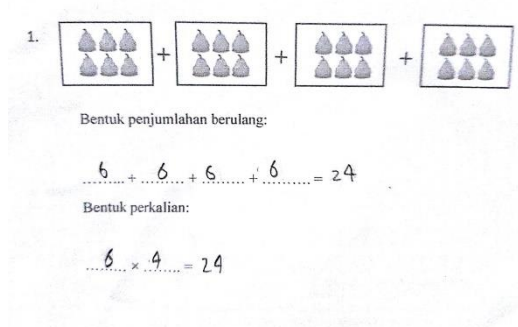 1.
+ + +
Bentuk penjumlahan berulang:
6 + 6 + 6 + 6 = 24
Bentuk perkalian:
6 × 4 = 24